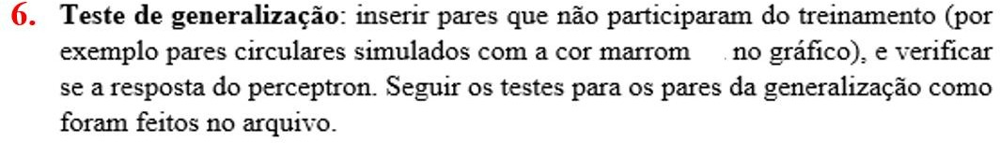 6. Teste de generalização: inserir pares que não participaram do treinamento (por
exemplo pares circulares simulados com a cor marrom no gráfico), e verificar
se a resposta do perceptron. Seguir os testes para os pares da generalização como
foram feitos no arquivo.